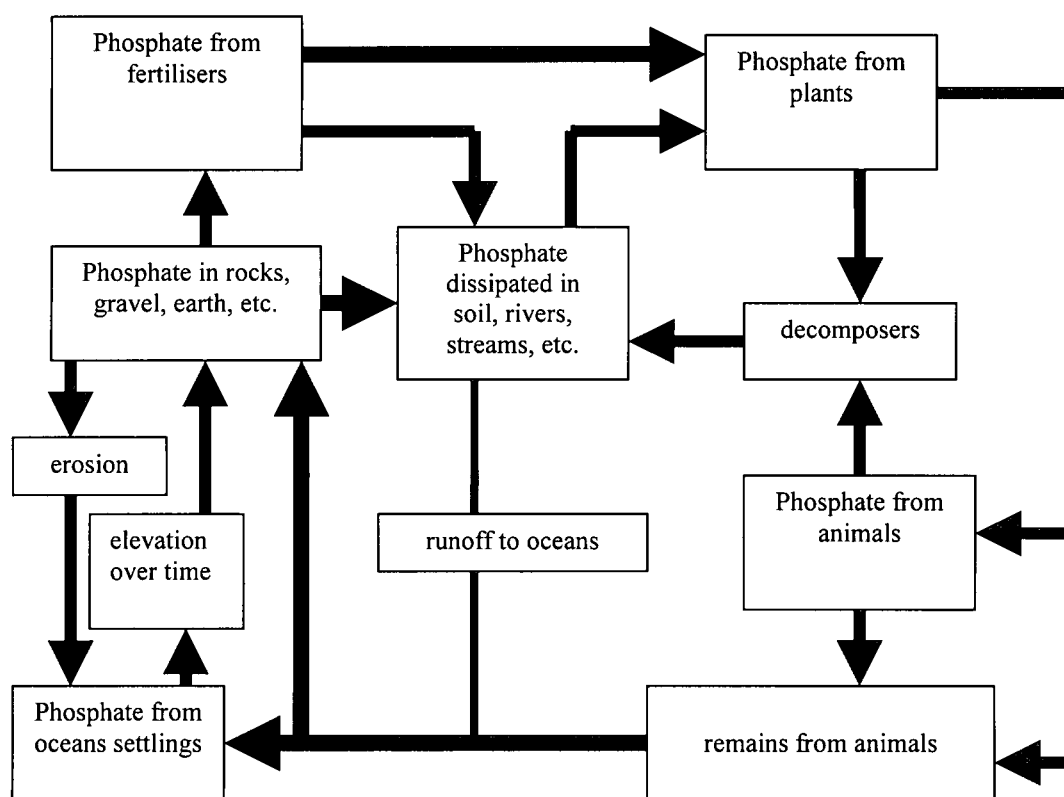 Phosphate from
fertilisers
Phosphate from
plants
Phosphate in rocks,
gravel, earth, etc.
Phosphate
dissipated in
soil, rivers,
streams, etc.
decomposers
erosion
Phosphate from
animals
elevation
over time
runoff to oceans
Phosphate from
oceans settlings
remains from animals